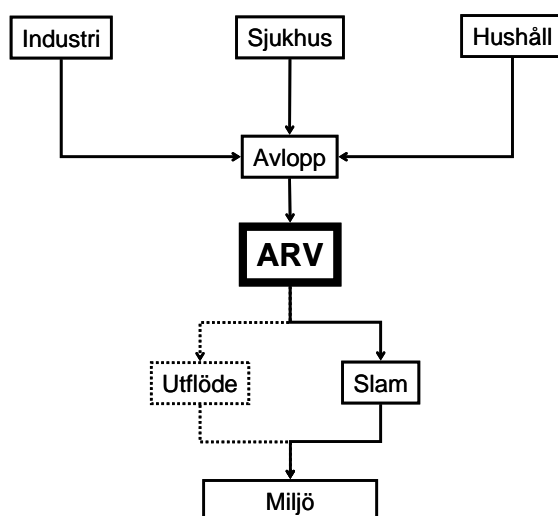 Industri
Sjukhus
Hushåll
Avlopp
ARV
Utflöde
Slam
Miljö